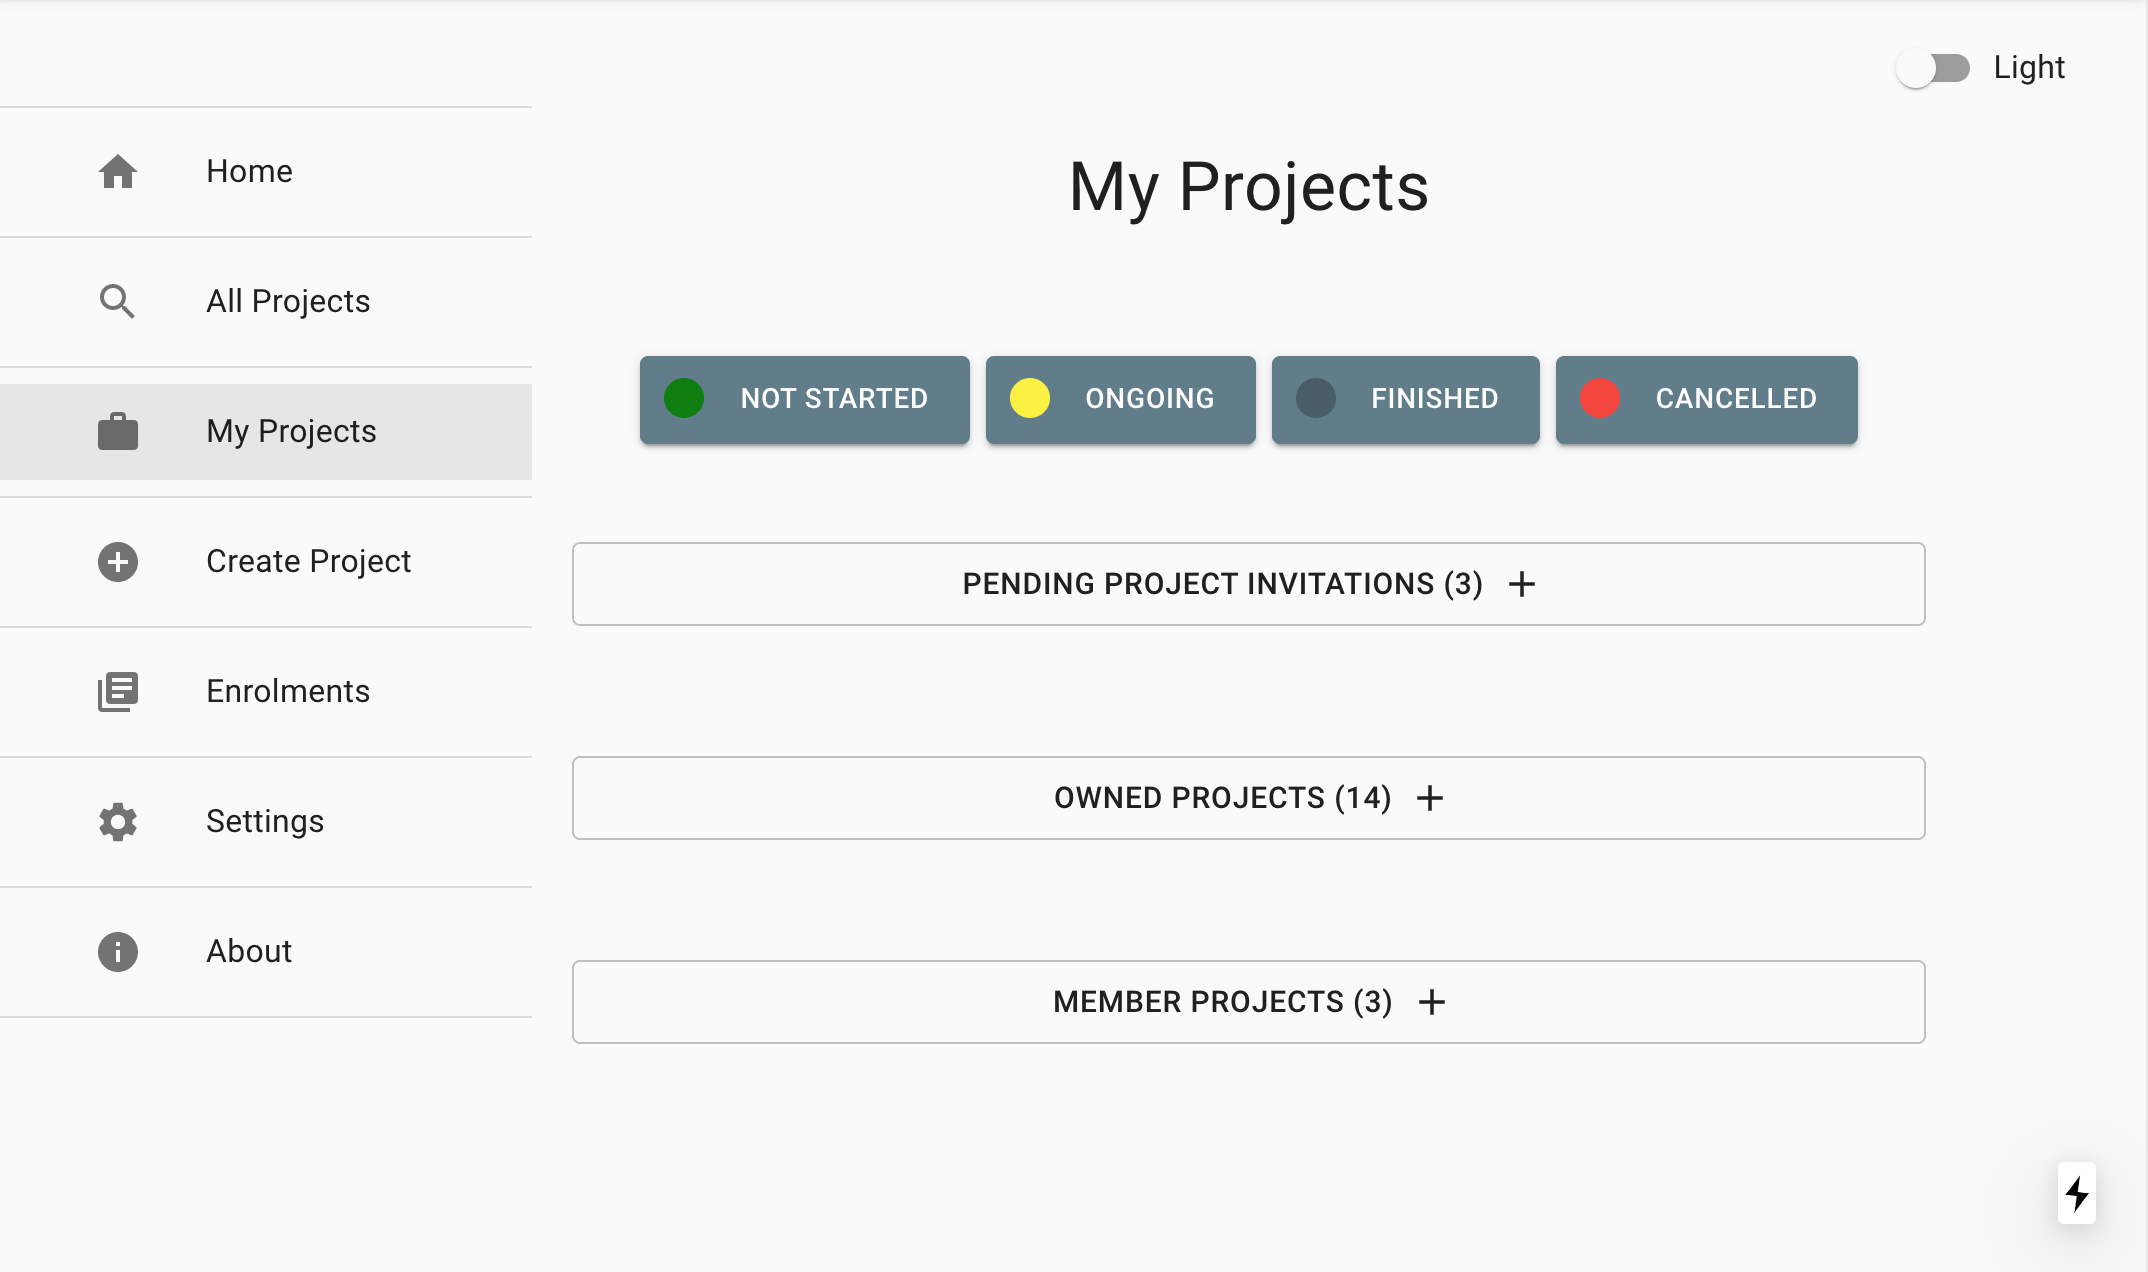 Light
Home
All Projects
My Projects
Create Project
Enrolments
Settings
About
My Projects
NOT STARTED
ONGOING
FINISHED
CANCELLED
PENDING PROJECT INVITATIONS (3) +
OWNED PROJECTS (14) +
MEMBER PROJECTS (3) +